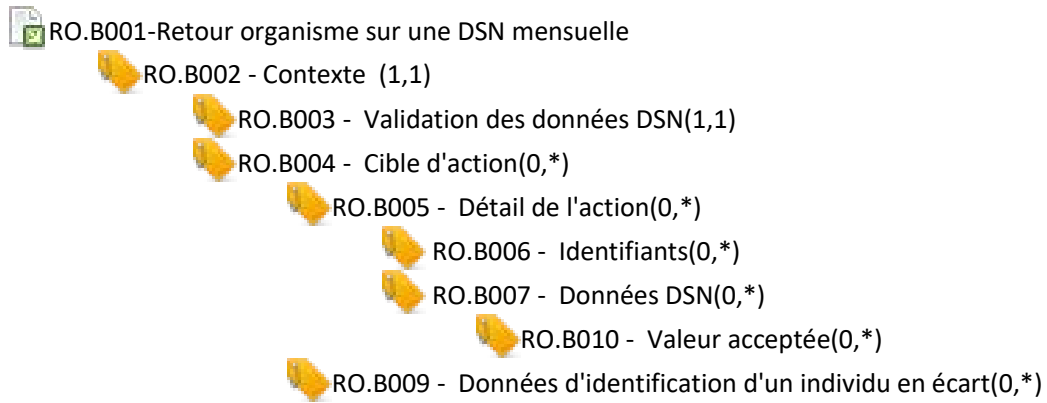 RO.B001-Retour organisme sur une DSN mensuelle
RO.B002 - Contexte (1,1)
RO.B003 - Validation des données DSN(1,1)
RO.B004 - Cible d'action(0,*)
RO.B005 - Détail de l'action(0,*)
RO.B006 - Identifiants(0,*)
RO.B007 - Données DSN(0,*)
RO.B010 - Valeur acceptée(0,*)
RO.B009 - Données d'identification d'un individu en écart(0,*)